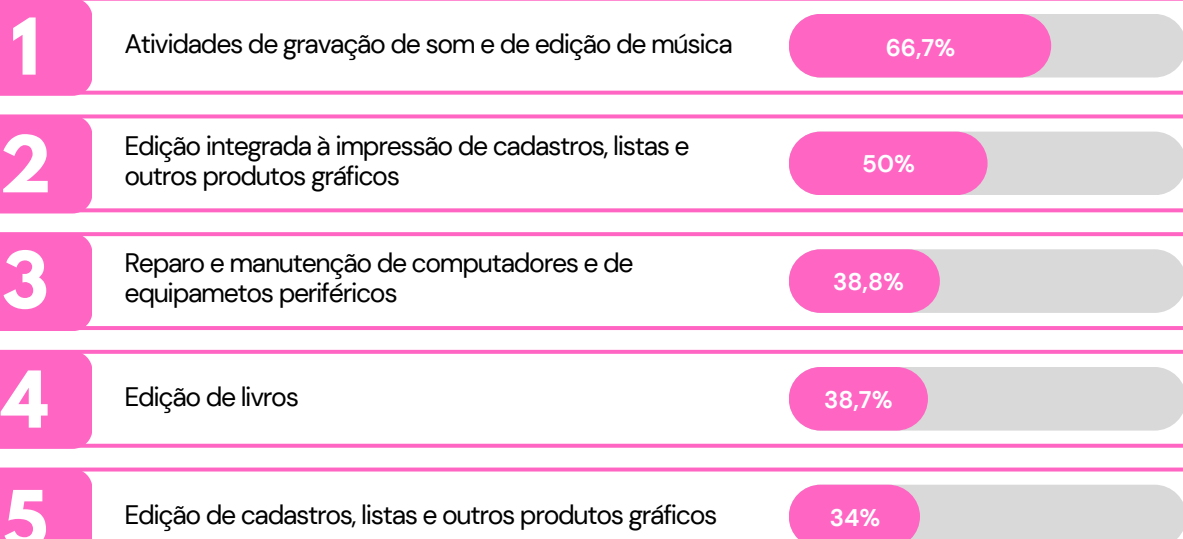 1
Atividades de gravação de som e de edição de música
66,7%
2
Edição integrada à impressão de cadastros, listas e
outros produtos gráficos
50%
3
Reparo e manutenção de computadores e de
equipametos periféricos
38,8%
4
Edição de livros
38,7%
5
Edição de cadastros, listas e outros produtos gráficos
34%